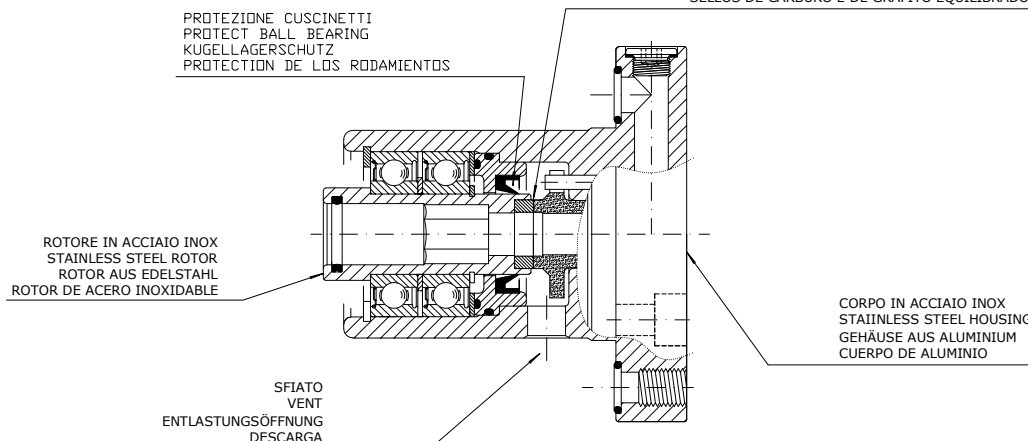 SELLOS DE CARBURO E DE GRAFITO EQUILIBRADO
PROTEZIONE CUSCINETTI
PROTECT BALL BEARING
KUGELLAGERSCHUTZ
PROTECTION DE LOS RODAMIENTOS
ROTORE IN ACCIAIO INOX
STAINLESS STEEL ROTOR
ROTOR AUS EDELSTAHL
ROTOR DE ACERO INOXIDABLE
CORPO IN ACCIAIO INOX
STAIINLESS STEEL HOUSING
GEHÄUSE AUS ALUMINIUM
CUERPO DE ALUMINIO
SFIATO
VENT
ENTLASTUNGSÖFFNUNG
DESCARGA